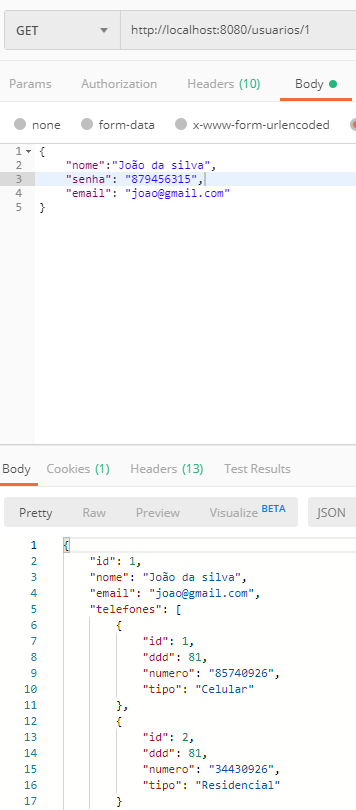 GET http://localhost:8080/usuarios/1
Params Authorization Headers (10) Body
none form-data x-www-form-urlencoded
1 {
2 "nome":"João da silva",
3 "senha": "879456315",
4 "email": "joao@gmail.com"
5 }
Body Cookies (1) Headers (13) Test Results
Pretty Raw Preview Visualize BETA JSON
1 {
2 "id": 1,
3 "nome": "João da silva",
4 "email": "joao@gmail.com",
5 "telefones": [
6 {
7 "id": 1,
8 "ddd": 81,
9 "numero": "85740926",
10 "tipo": "Celular"
11 },
12 {
13 "id": 2,
14 "ddd": 81,
15 "numero": "34430926",
16 "tipo": "Residencial"
17 }